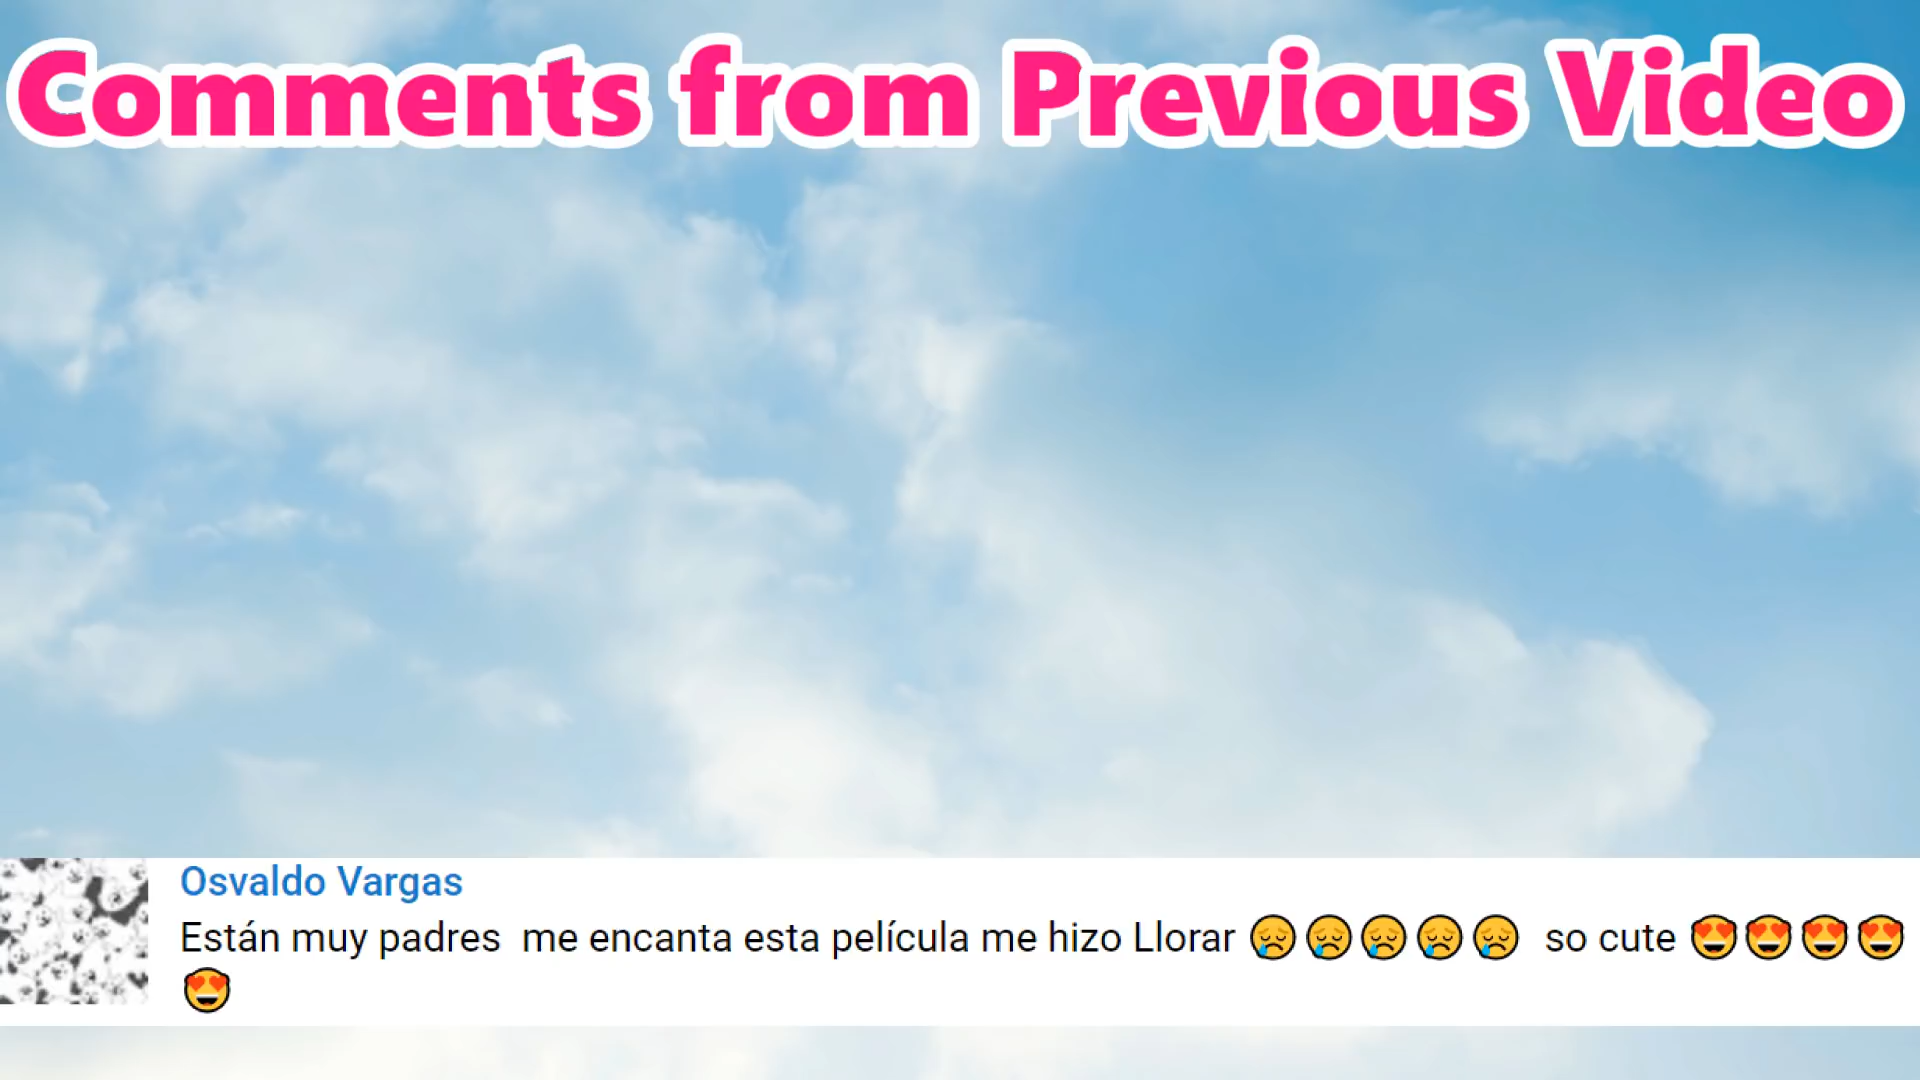 Comments from Previous Video
Osvaldo Vargas
Están muy padres  me encanta esta película me hizo Llorar 😥😥😥😥😥  so cute 😍😍😍😍
😍